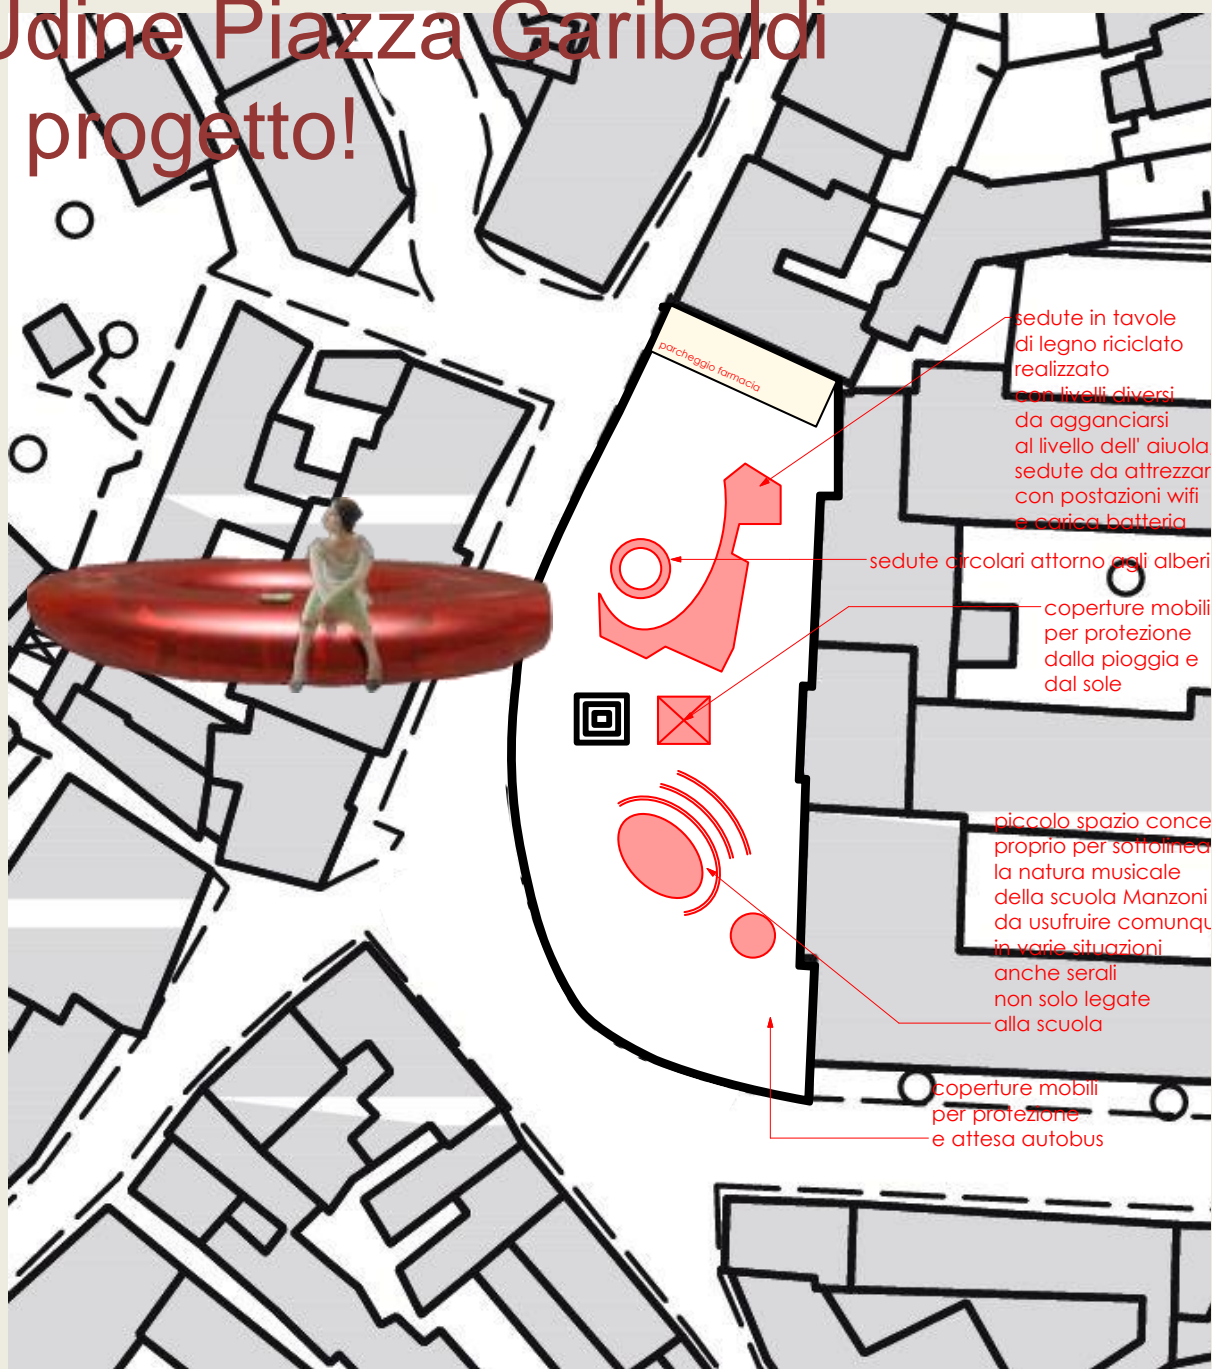 Udine Piazza Garibaldi
progetto!
parcheggio farmacia
sedute in tavole
di legno riciclato
realizzato
con livelli diversi
da agganciarsi
al livello dell' aiuola
sedute da attrezzar
con postazioni wifi
e carica batteria
sedute circolari attorno agli alberi
coperture mobili
per protezione
dalla pioggia e
dal sole
piccolo spazio conce
proprio per sottolinea
la natura musicale
della scuola Manzoni
da usufruire comunqu
in varie situazioni
anche serali
non solo legate
alla scuola
coperture mobili
per protezione
e attesa autobus